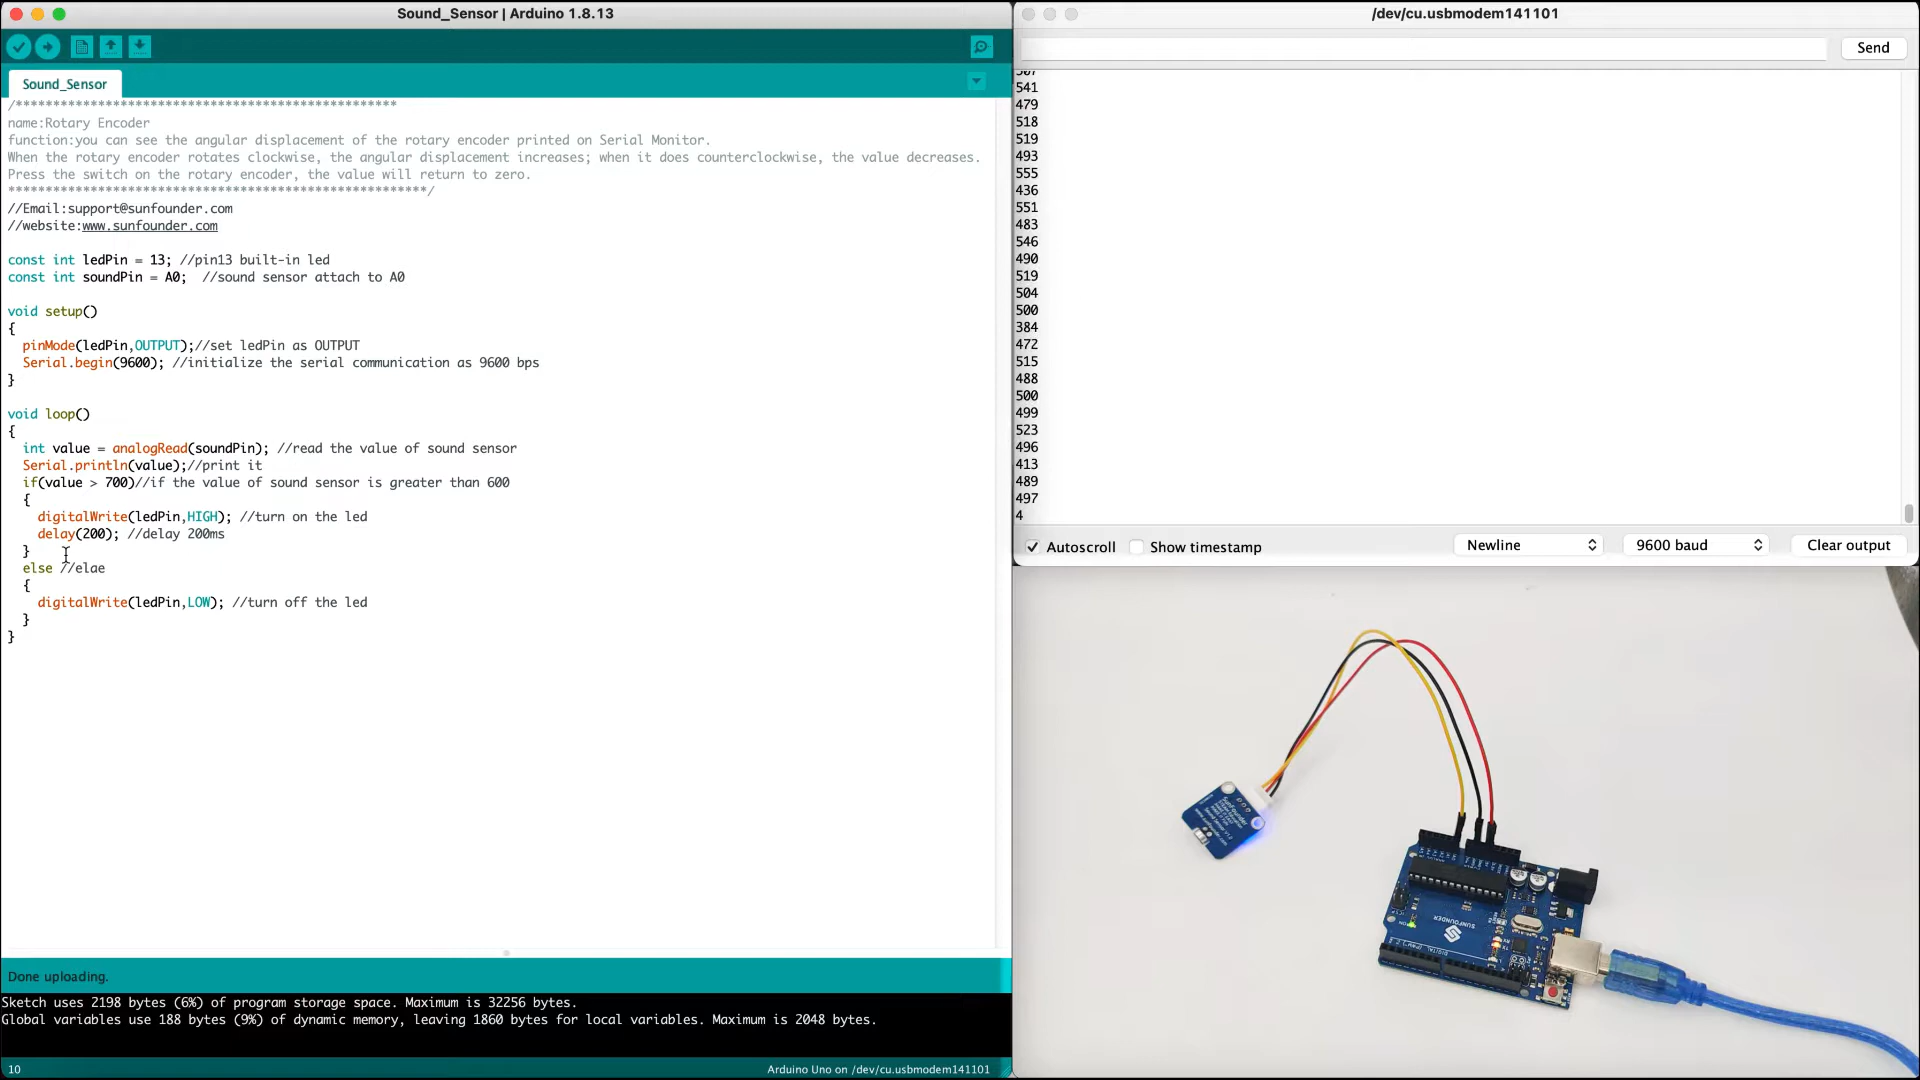 Sound_Sensor | Arduino 1.8.13
Sound_Sensor
/***************************************************
name:Rotary Encoder
function:you can see the angular displacement of the rotary encoder printed on Serial Monitor.
When the rotary encoder rotates clockwise, the angular displacement increases; when it does counterclockwise, the value decreases.
Press the switch on the rotary encoder, the value will return to zero.
********************************************************/
//Email:support@sunfounder.com
//website:www.sunfounder.com
const int ledPin = 13; //pin13 built-in led
const int soundPin = A0;  //sound sensor attach to A0
void setup()
{
pinMode(ledPin,OUTPUT);//set ledPin as OUTPUT
Serial.begin(9600); //initialize the serial communication as 9600 bps
}
void loop()
{
int value = analogRead(soundPin); //read the value of sound sensor
Serial.println(value);//print it
if(value > 700)//if the value of sound sensor is greater than 600
{
digitalWrite(ledPin,HIGH); //turn on the led
delay(200); //delay 200ms
}
else //elae
{
digitalWrite(ledPin,LOW); //turn off the led
}
}
Done uploading.
Sketch uses 2198 bytes (6%) of program storage space. Maximum is 32256 bytes.
Global variables use 188 bytes (9%) of dynamic memory, leaving 1860 bytes for local variables. Maximum is 2048 bytes.
10
Arduino Uno on /dev/cu.usbmodem141101
/dev/cu.usbmodem141101
Send
541
479
518
519
493
555
436
551
483
546
490
519
504
500
384
472
515
488
500
499
523
496
413
489
497
4
Autoscroll
Show timestamp
Newline
9600 baud
Clear output
SunFounder
SUNFOUNDER